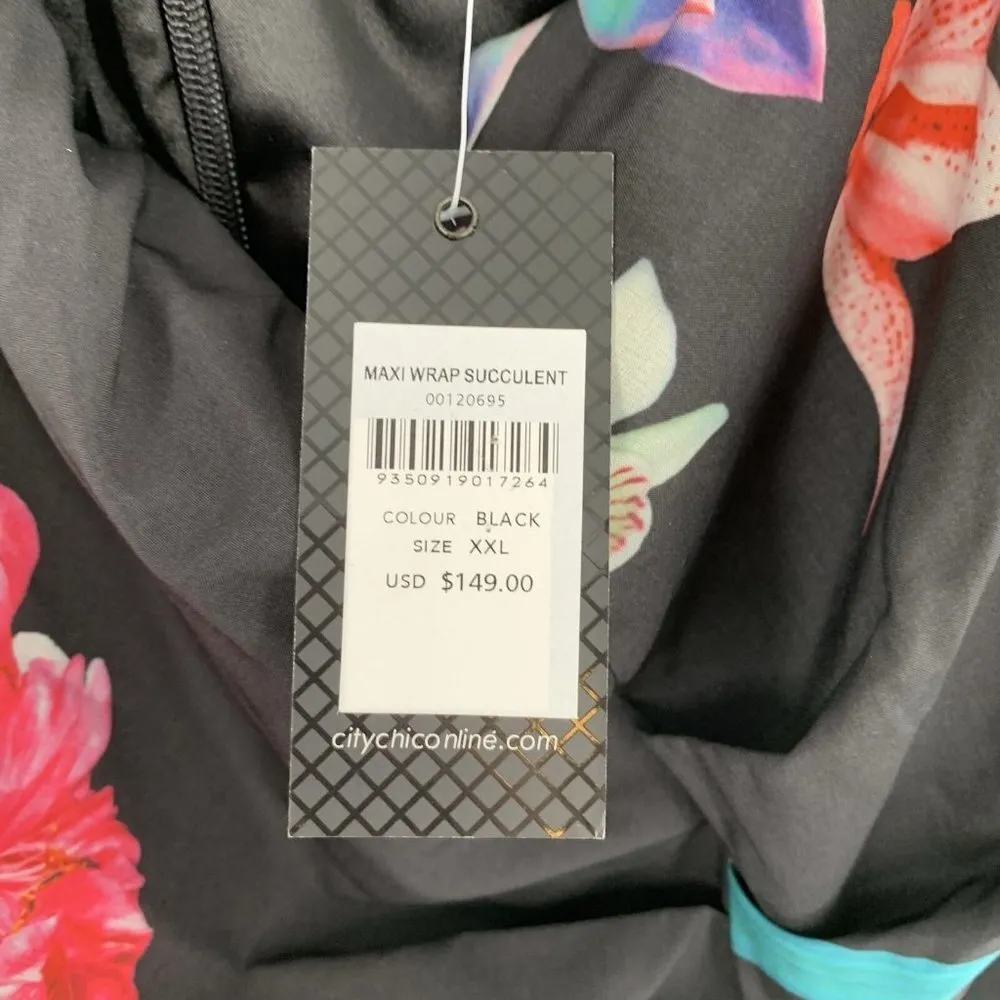 MAXI WRAP SUCCULENT
00120695
9350919017264
COLOUR BLACK
SIZE XXL
USD $149.00
citychiconline.com